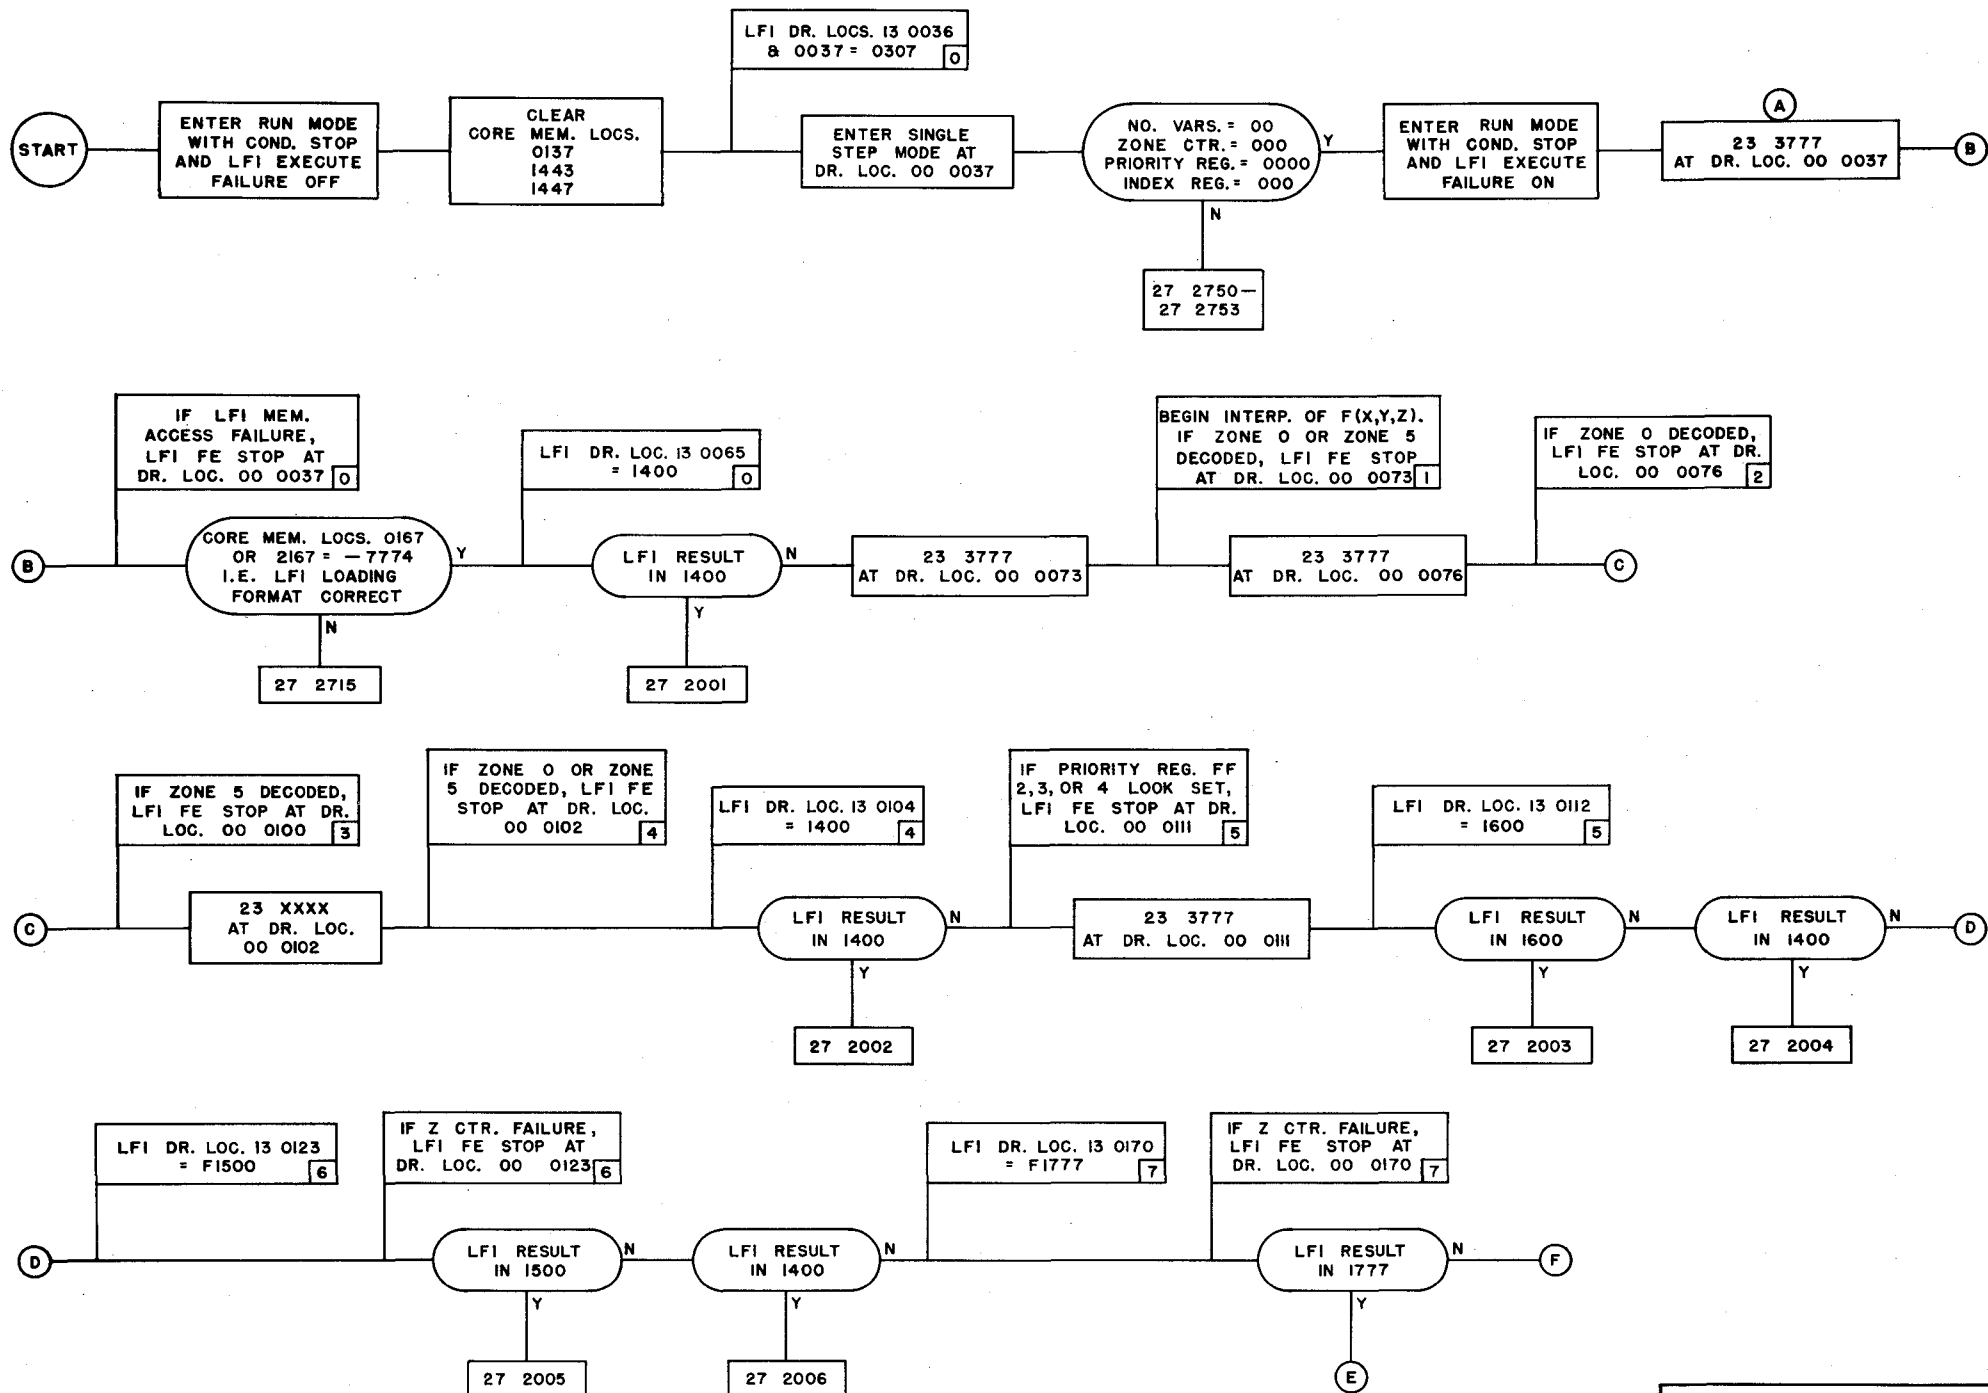 LFI DR. LOCS. 13 0036
& 0037 = 0307
0
START
ENTER RUN MODE
WITH COND. STOP
AND LFI EXECUTE
FAILURE OFF
CLEAR
CORE MEM. LOCS.
0137
1443
1447
ENTER SINGLE
STEP MODE AT
DR. LOC. 00 0037
NO. VARS. = 00
ZONE CTR. = 000
PRIORITY REG. = 0000
INDEX REG. = 000
Y
N
27 2750—
27 2753
ENTER RUN MODE
WITH COND. STOP
AND LFI EXECUTE
FAILURE ON
A
23 3777
AT DR. LOC. 00 0037
B
IF LFI MEM.
ACCESS FAILURE,
LFI FE STOP AT
DR. LOC. 00 0037
0
LFI DR. LOC. 13 0065
= 1400
0
BEGIN INTERP. OF F(X,Y,Z).
IF ZONE 0 OR ZONE 5
DECODED, LFI FE STOP
AT DR. LOC. 00 0073
1
IF ZONE 0 DECODED,
LFI FE STOP AT DR.
LOC. 00 0076
2
B
CORE MEM. LOCS. 0167
OR 2167 = —7774
I.E. LFI LOADING
FORMAT CORRECT
Y
N
27 2715
LFI RESULT
IN 1400
N
Y
27 2001
23 3777
AT DR. LOC. 00 0073
23 3777
AT DR. LOC. 00 0076
C
IF ZONE 5 DECODED,
LFI FE STOP AT DR.
LOC. 00 0100
3
IF ZONE 0 OR ZONE
5 DECODED, LFI FE
STOP AT DR. LOC.
00 0102
4
LFI DR. LOC. 13 0104
= 1400
4
IF PRIORITY REG. FF
2,3, OR 4 LOOK SET,
LFI FE STOP AT DR.
LOC. 00 0111
5
LFI DR. LOC. 13 0112
= 1600
5
C
23 XXXX
AT DR. LOC.
00 0102
LFI RESULT
IN 1400
N
Y
27 2002
23 3777
AT DR. LOC. 00 0111
LFI RESULT
IN 1600
N
Y
27 2003
LFI RESULT
IN 1400
N
Y
27 2004
D
LFI DR. LOC. 13 0123
= F1500
6
IF Z CTR. FAILURE,
LFI FE STOP AT
DR. LOC. 00 0123
6
LFI DR. LOC. 13 0170
= F1777
7
IF Z CTR. FAILURE,
LFI FE STOP AT
DR. LOC. 00 0170
7
D
LFI RESULT
IN 1500
N
Y
27 2005
LFI RESULT
IN 1400
N
Y
27 2006
LFI RESULT
IN 1777
N
Y
E
F